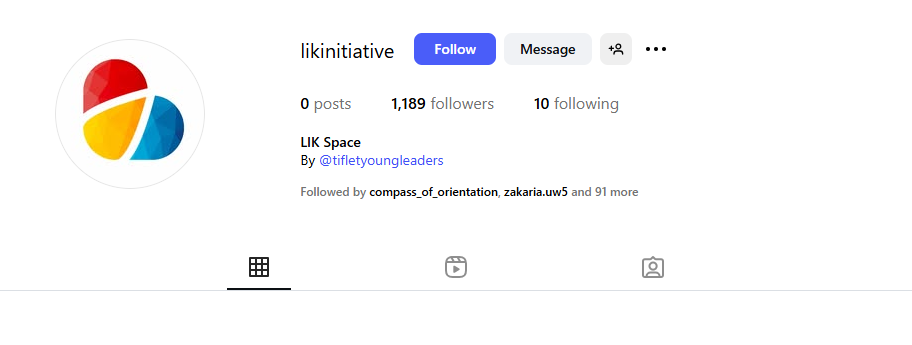 likinitiative Follow Message
0 posts 1,189 followers 10 following
LIK Space
By @tifletyoungleaders
Followed by compass_of_orientation, zakaria.uw5 and 91 more